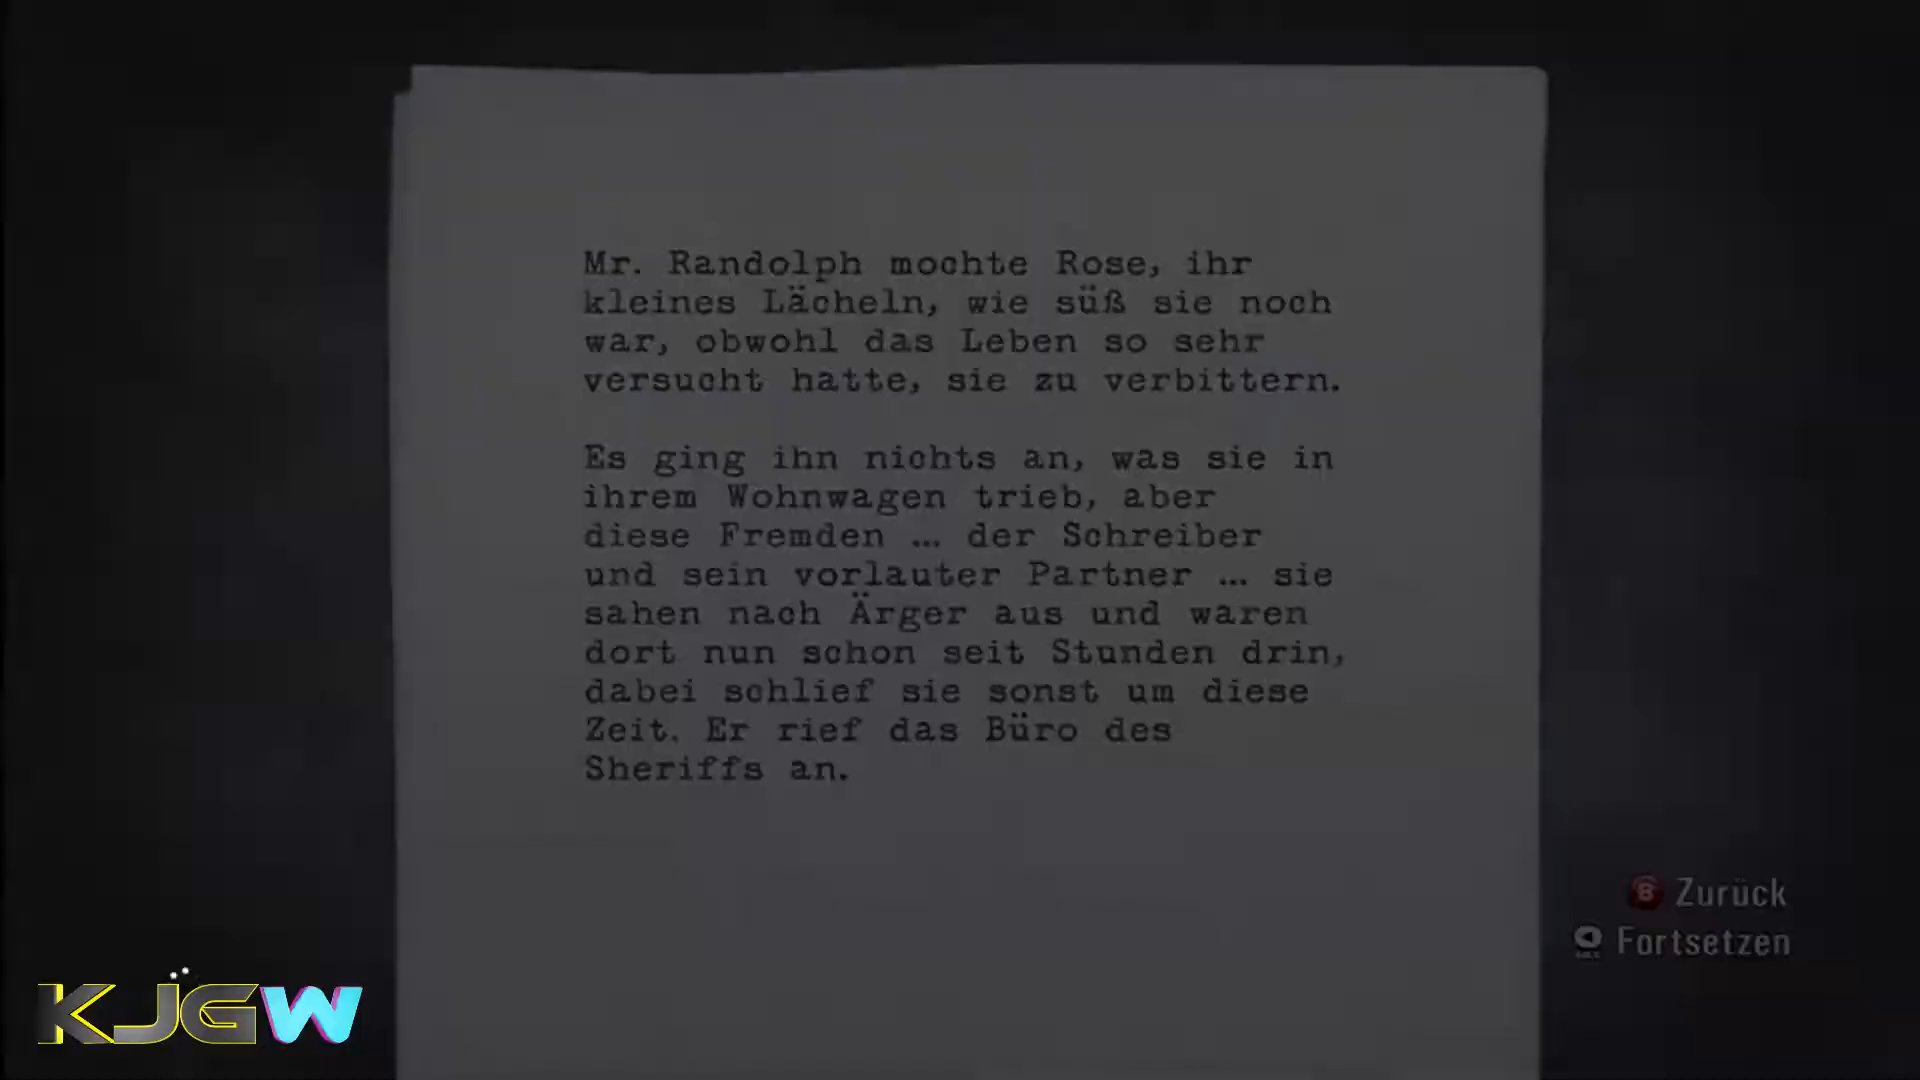 Mr. Randolph mochte Rose, ihr
kleines Lächeln, wie süß sie noch
war, obwohl das Leben so sehr
versucht hatte, sie zu verbittern.
Es ging ihn nichts an, was sie in
ihrem Wohnwagen trieb, aber
diese Fremden … der Schreiber
und sein vorlauter Partner … sie
sahen nach Ärger aus und waren
dort nun schon seit Stunden drin,
dabei schlief sie sonst um diese
Zeit. Er rief das Büro des
Sheriffs an.
B Zurück
Fortsetzen
KJGW